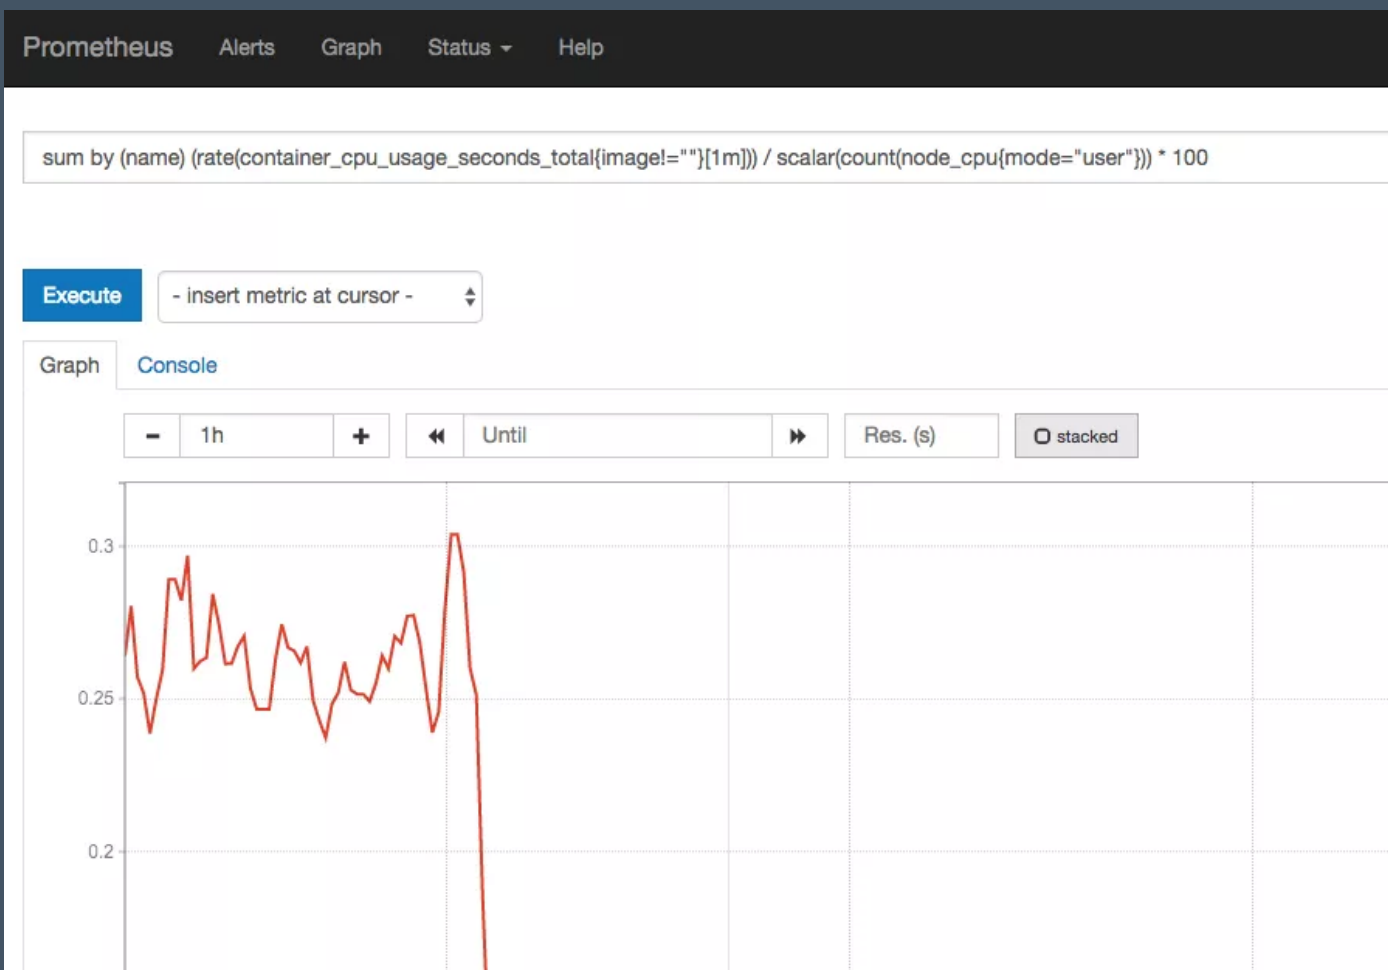 Prometheus Alerts Graph Status Help
sum by (name) (rate(container_cpu_usage_seconds_total{image!=""}[1m])) / scalar(count(node_cpu{mode="user"})) * 100
Execute - insert metric at cursor -
Graph Console
1h Until Res. (s) stacked
0.3
0.25
0.2